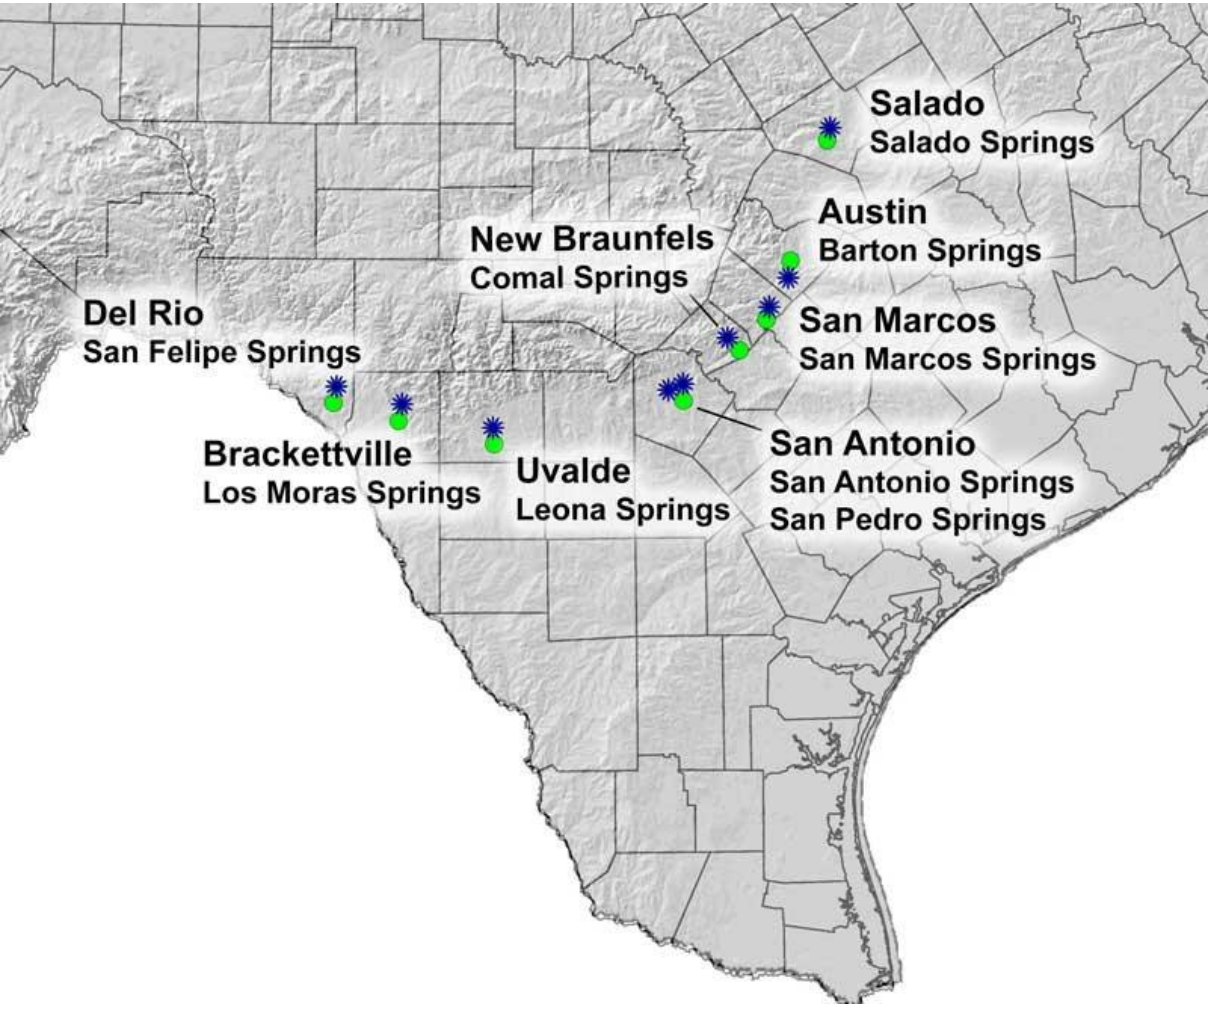 Salado
Salado Springs
Austin
Barton Springs
New Braunfels
Comal Springs
San Marcos
San Marcos Springs
Del Rio
San Felipe Springs
Brackettville
Los Moras Springs
Uvalde
Leona Springs
San Antonio
San Antonio Springs
San Pedro Springs